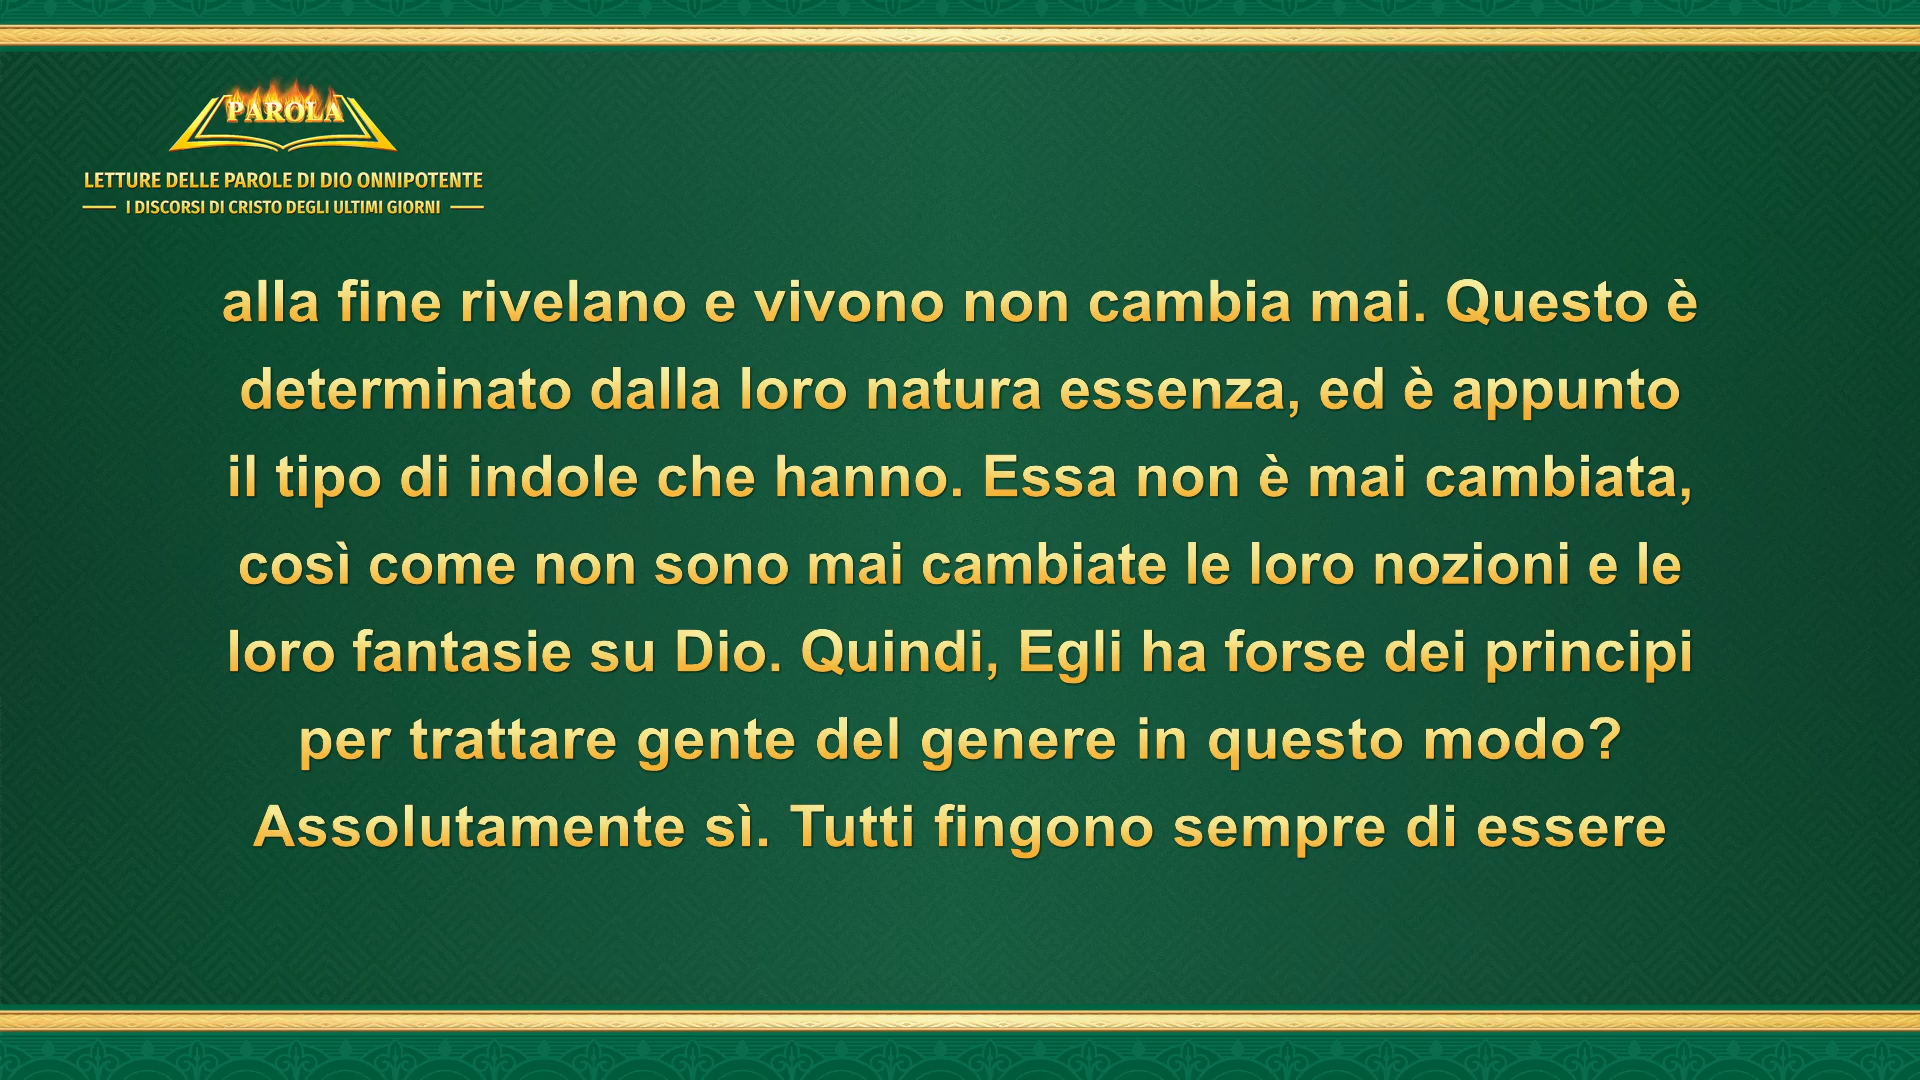 PAROLA
LETTURE DELLE PAROLE DI DIO ONNIPOTENTE
I DISCORSI DI CRISTO DEGLI ULTIMI GIORNI
alla fine rivelano e vivono non cambia mai. Questo è
determinato dalla loro natura essenza, ed è appunto
il tipo di indole che hanno. Essa non è mai cambiata,
così come non sono mai cambiate le loro nozioni e le
loro fantasie su Dio. Quindi, Egli ha forse dei principi
per trattare gente del genere in questo modo?
Assolutamente sì. Tutti fingono sempre di essere